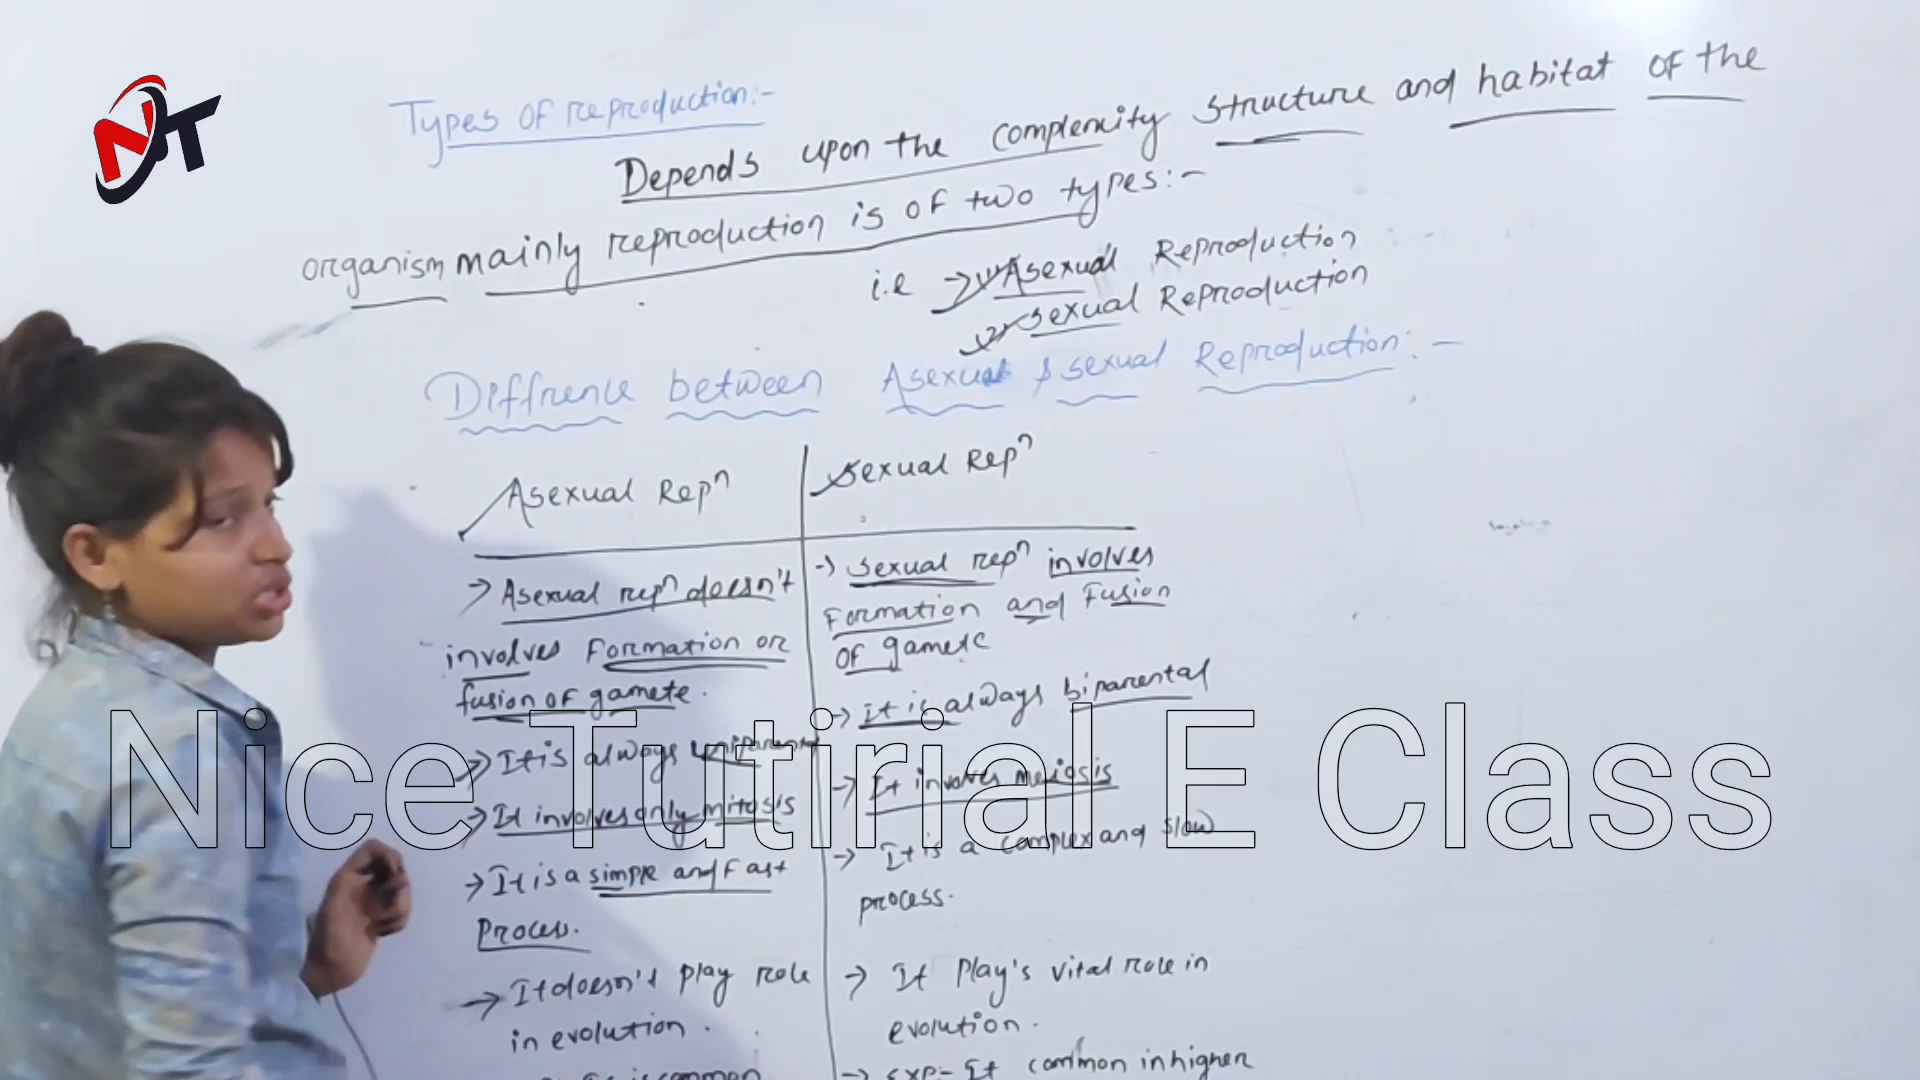 NT
Types of reproduction:-
Depends upon the complexity structure and habitat of the
organism mainly reproduction is of two types:-
i.e → Asexual Reproduction
Sexual Reproduction
Diffrence between Asexual & sexual Reproduction:-
Asexual Repn
Sexual Repn
→ Asexual repn doesn't
involves formation or
fusion of gamete.
→ It is always uniparental
→ It involves only mitosis
→ It is a simple and fast
Process.
→ It doesn't play role
in evolution.
It is common
→ sexual repn involves
formation and fusion
of gamete
→ It is always biparental
→ It involves meiosis
→ It is a complex and slow
process.
→ It Play's vital role in
evolution.
→ exp- It common in higher
Nice Tutirial E Class